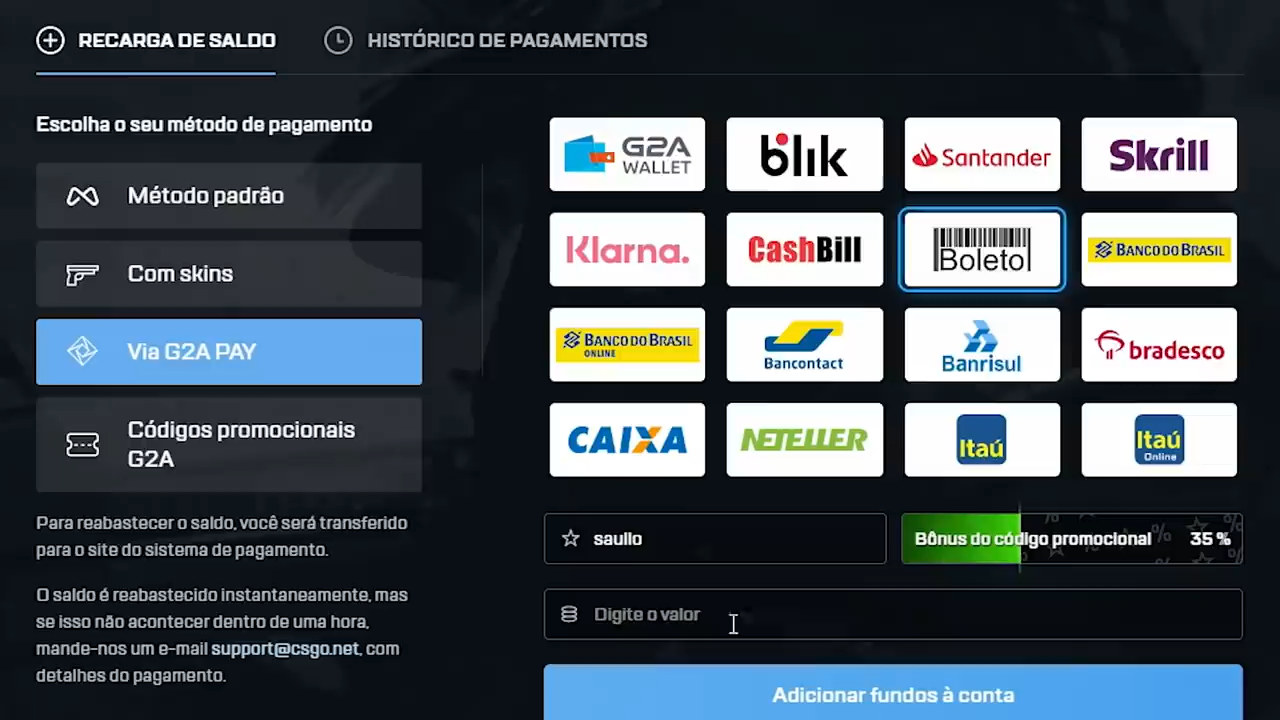 RECARGA DE SALDO
HISTÓRICO DE PAGAMENTOS
Escolha o seu método de pagamento
Método padrão
Com skins
Via G2A PAY
Códigos promocionais
G2A
Para reabastecer o saldo, você será transferido
para o site do sistema de pagamento.
O saldo é reabastecido instantaneamente, mas
se isso não acontecer dentro de uma hora,
mande-nos um e-mail support@csgo.net, com
detalhes do pagamento.
G2A
WALLET
blik
Santander
Skrill
Klarna.
CashBill
Boleto
BANCO DO BRASIL
BANCO DO BRASIL
ONLINE
Bancontact
Banrisul
bradesco
CAIXA
NETELLER
Itaú
Itaú
Online
saullo
Bônus do código promocional 35 %
Digite o valor
Adicionar fundos à conta